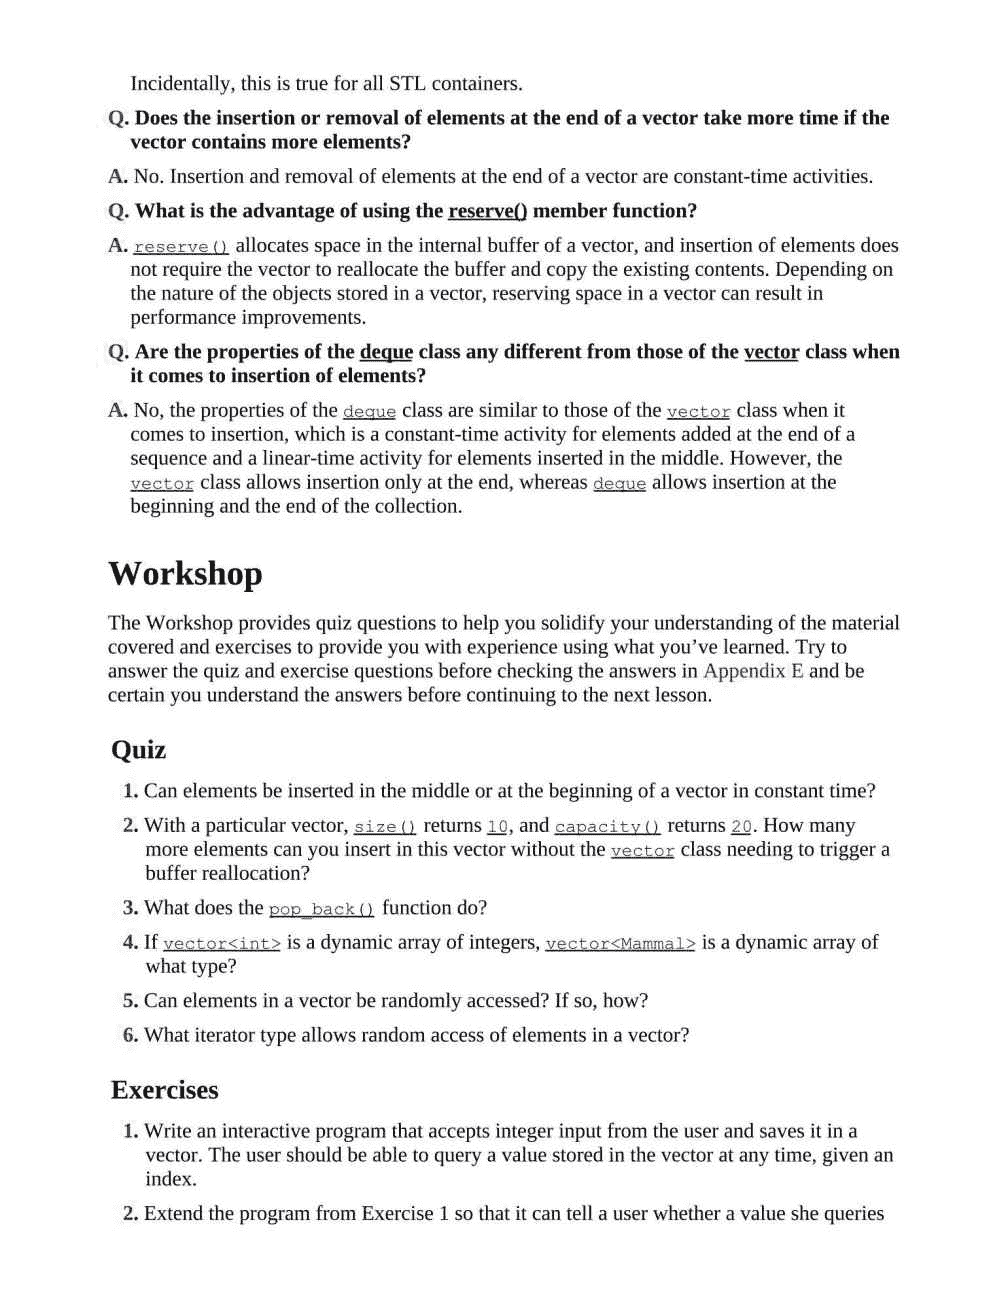 Incidentally, this is true for all STL containers.
Q. Does the insertion or removal of elements at the end of a vector take more time if the
vector contains more elements?
A. No. Insertion and removal of elements at the end of a vector are constant-time activities.
Q. What is the advantage of using the reserve() member function?
A. reserve() allocates space in the internal buffer of a vector, and insertion of elements does
not require the vector to reallocate the buffer and copy the existing contents. Depending on
the nature of the objects stored in a vector, reserving space in a vector can result in
performance improvements.
Q. Are the properties of the deque class any different from those of the vector class when
it comes to insertion of elements?
A. No, the properties of the deque class are similar to those of the vector class when it
comes to insertion, which is a constant-time activity for elements added at the end of a
sequence and a linear-time activity for elements inserted in the middle. However, the
vector class allows insertion only at the end, whereas deque allows insertion at the
beginning and the end of the collection.
Workshop
The Workshop provides quiz questions to help you solidify your understanding of the material
covered and exercises to provide you with experience using what you’ve learned. Try to
answer the quiz and exercise questions before checking the answers in Appendix E and be
certain you understand the answers before continuing to the next lesson.
Quiz
1. Can elements be inserted in the middle or at the beginning of a vector in constant time?
2. With a particular vector, size() returns 10, and capacity() returns 20. How many
more elements can you insert in this vector without the vector class needing to trigger a
buffer reallocation?
3. What does the pop_back() function do?
4. If vector<int> is a dynamic array of integers, vector<Mammal> is a dynamic array of
what type?
5. Can elements in a vector be randomly accessed? If so, how?
6. What iterator type allows random access of elements in a vector?
Exercises
1. Write an interactive program that accepts integer input from the user and saves it in a
vector. The user should be able to query a value stored in the vector at any time, given an
index.
2. Extend the program from Exercise 1 so that it can tell a user whether a value she queries